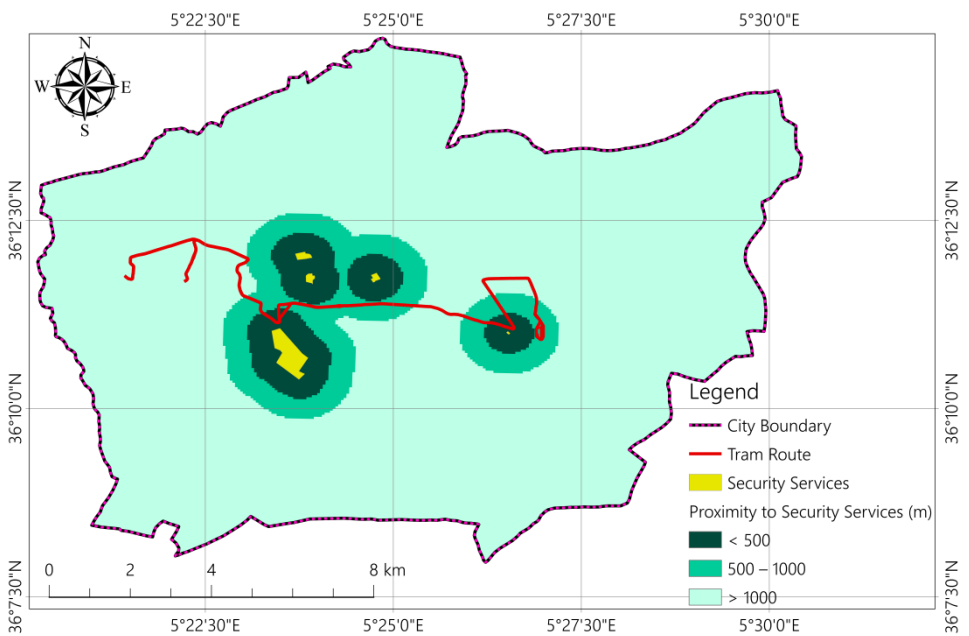 5°22'30"E 5°25'0"E 5°27'30"E 5°30'0"E
N
W E
S
36°12'30"N 36°12'30"N
36°10'0"N 36°10'0"N
36°7'30"N 36°7'30"N
Legend
City Boundary
Tram Route
Security Services
Proximity to Security Services (m)
< 500
500 – 1000
> 1000
0 2 4 8 km
5°22'30"E 5°25'0"E 5°27'30"E 5°30'0"E